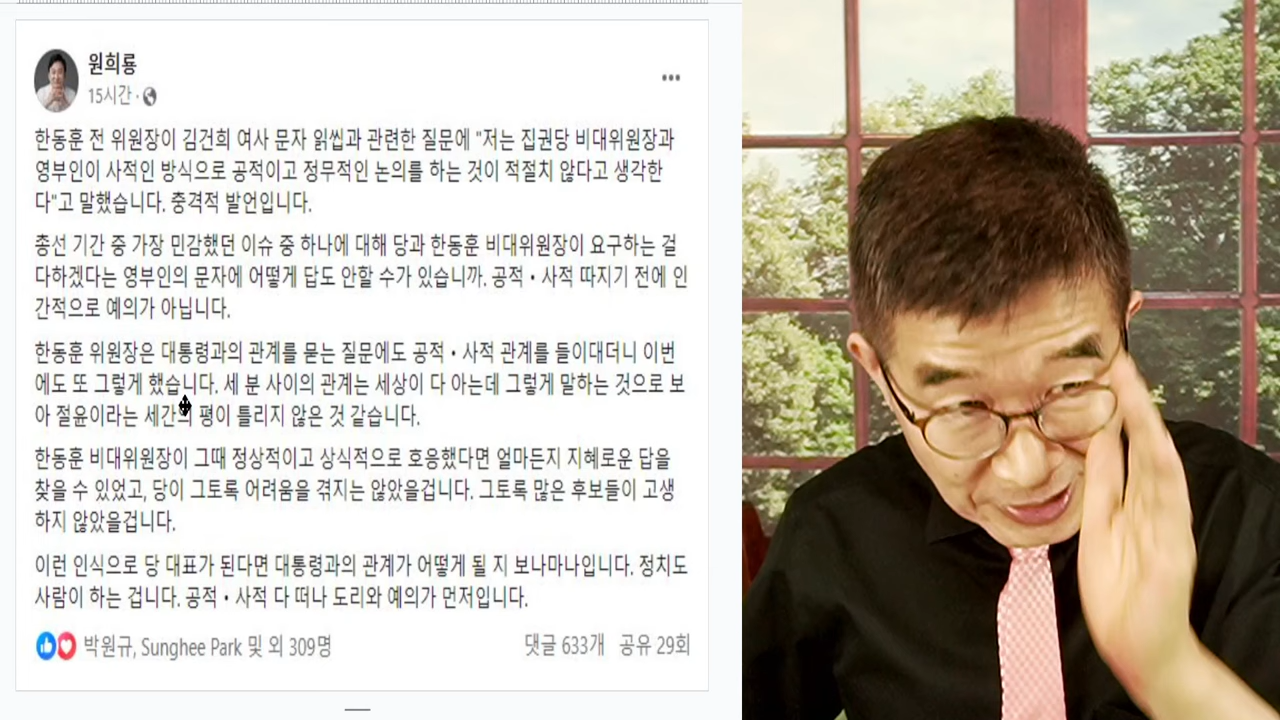 원희룡
15시간 ·
한동훈 전 위원장이 김건희 여사 문자 읽씹과 관련한 질문에 "저는 집권당 비대위원장과
영부인이 사적인 방식으로 공적이고 정무적인 논의를 하는 것이 적절치 않다고 생각한
다"고 말했습니다. 충격적 발언입니다.
총선 기간 중 가장 민감했던 이슈 중 하나에 대해 당과 한동훈 비대위원장이 요구하는 걸
다하겠다는 영부인의 문자에 어떻게 답도 안할 수가 있습니까. 공적·사적 따지기 전에 인
간적으로 예의가 아닙니다.
한동훈 위원장은 대통령과의 관계를 묻는 질문에도 공적·사적 관계를 들이대더니 이번
에도 또 그렇게 했습니다. 세 분 사이의 관계는 세상이 다 아는데 그렇게 말하는 것으로 보
아 절윤이라는 세간의 평이 틀리지 않은 것 같습니다.
한동훈 비대위원장이 그때 정상적이고 상식적으로 호응했다면 얼마든지 지혜로운 답을
찾을 수 있었고, 당이 그토록 어려움을 겪지는 않았을겁니다. 그토록 많은 후보들이 고생
하지 않았을겁니다.
이런 인식으로 당 대표가 된다면 대통령과의 관계가 어떻게 될 지 보나마나입니다. 정치도
사람이 하는 겁니다. 공적·사적 다 떠나 도리와 예의가 먼저입니다.
박원규, Sunghee Park 및 외 309명 댓글 633개 공유 29회